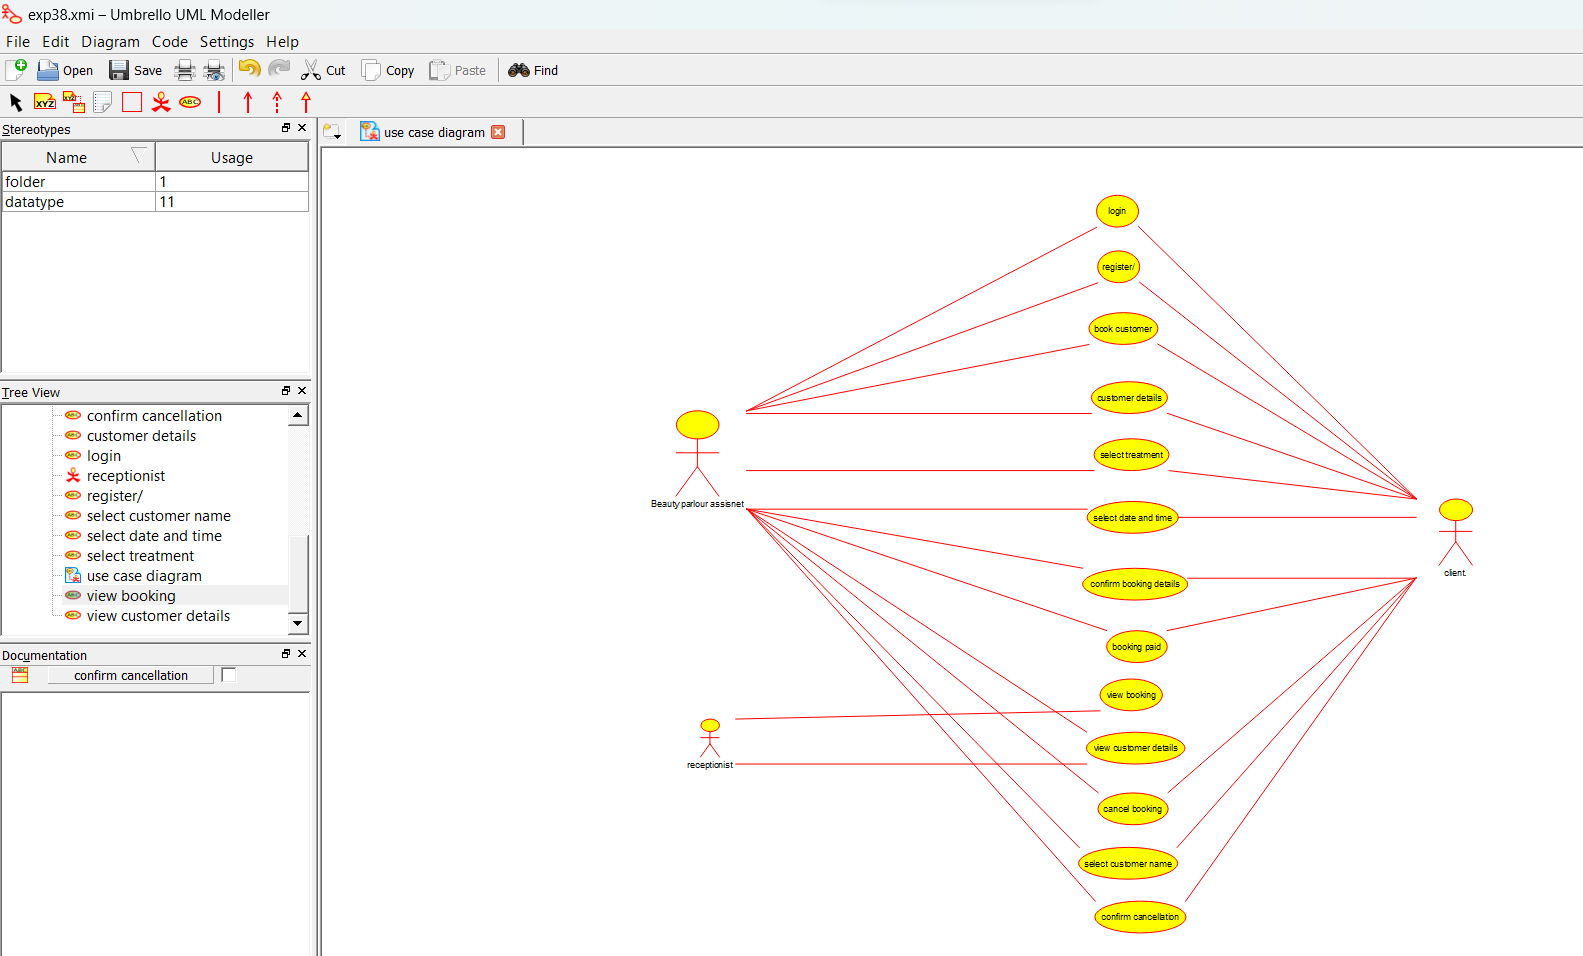 exp38.xmi – Umbrello UML Modeller
File Edit Diagram Code Settings Help
Open Save Cut Copy Paste Find
XYZ XYZ ABC
Stereotypes
Name Usage
folder 1
datatype 11
Tree View
confirm cancellation
customer details
login
receptionist
register/
select customer name
select date and time
select treatment
use case diagram
view booking
view customer details
Documentation
confirm cancellation
use case diagram
login
register/
book customer
customer details
select treatment
Beauty parlour assisnet
select date and time
client
confirm booking details
booking paid
view booking
view customer details
receptionist
cancel booking
select customer name
confirm cancellation